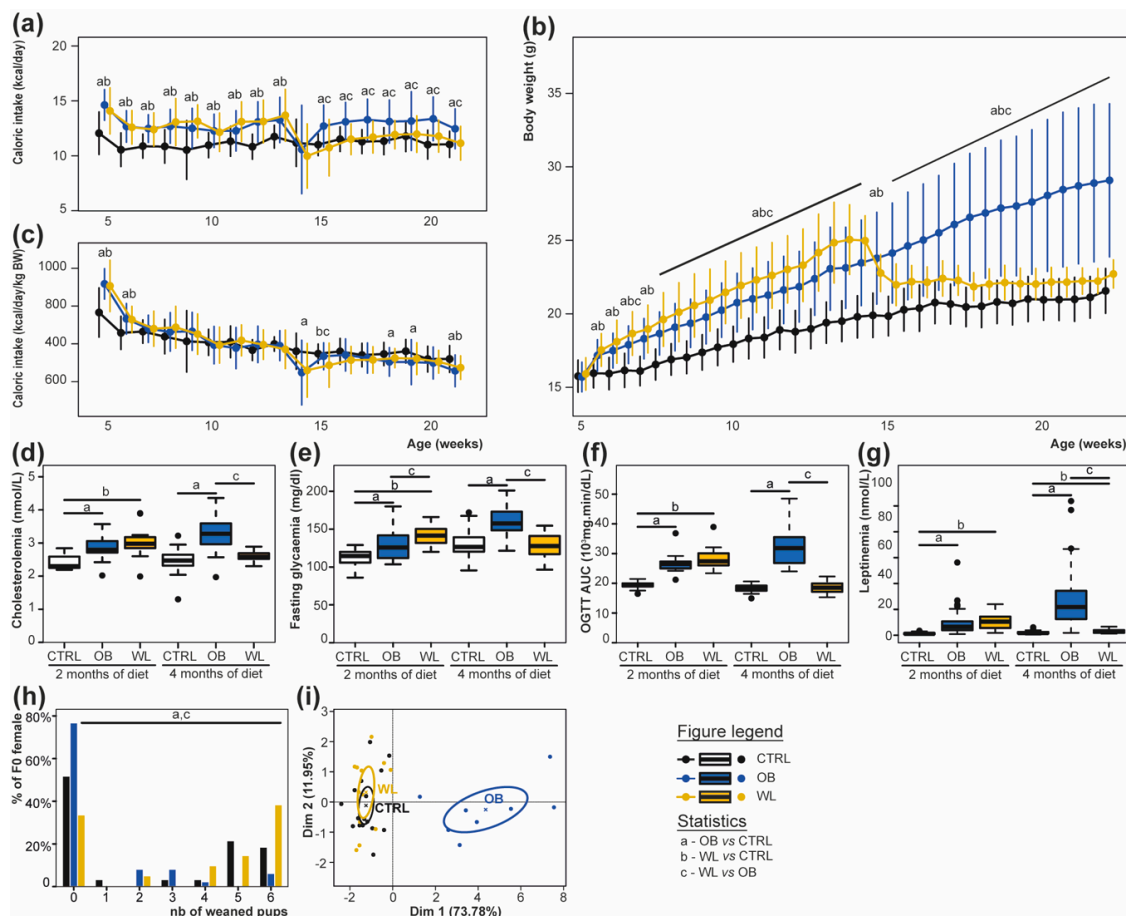 (a)
Caloric intake (kcal/day)
20
15
10
5
ab ab ab ab ab ab ab ab ab ac ac ac ac ac ac ac
5 10 15 20
(b)
Body weight (g)
35
30
25
20
15
ab ab abc ab abc ab abc
5 10 15 20
Age (weeks)
(c)
Caloric intake (kcal/day/kg BW)
1000
800
400
600
ab ab a bc a a ab
5 10 15 20
Age (weeks)
(d)
Cholesterolemia (nmol/L)
5
4
3
2
1
0
b
a
a
c
CTRL OB WL CTRL OB WL
2 months of diet 4 months of diet
(e)
Fasting glycaemia (mg/dl)
200
150
100
50
0
c
b
a
a
c
CTRL OB WL CTRL OB WL
2 months of diet 4 months of diet
(f)
OGTT AUC (10³mg.min/dL)
60
50
40
30
20
10
0
b
a
a
c
CTRL OB WL CTRL OB WL
2 months of diet 4 months of diet
(g)
Leptinemia (nmol/L)
100
80
60
40
20
0
b
a
c
b
a
CTRL OB WL CTRL OB WL
2 months of diet 4 months of diet
(h)
% of F0 female
80%
60%
40%
20%
0
a,c
0 1 2 3 4 5 6
nb of weaned pups
(i)
Dim 2 (11.95%)
3
2
1
0
-1
-2
WL
CTRL
OB
-2 0 2 4 6 8
Dim 1 (73.78%)
Figure legend
CTRL
OB
WL
Statistics
a - OB vs CTRL
b - WL vs CTRL
c - WL vs OB